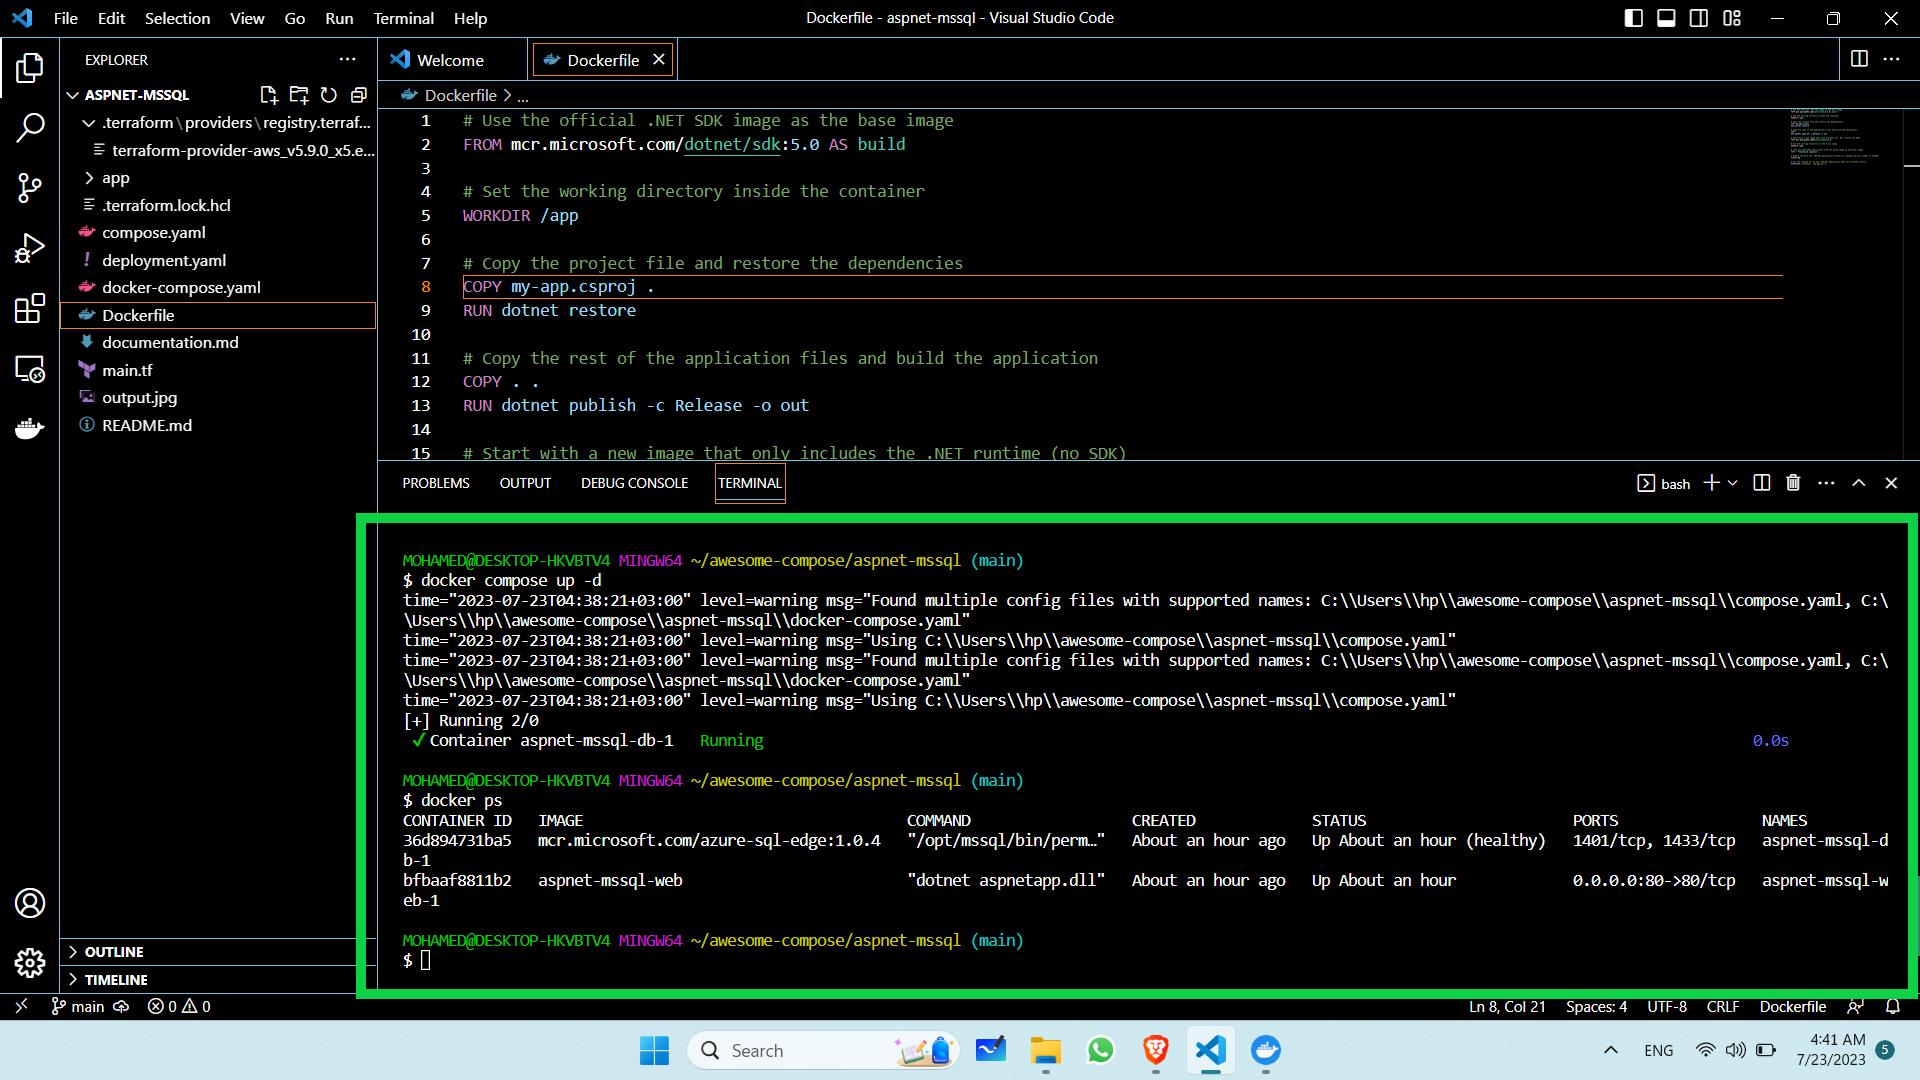 File Edit Selection View Go Run Terminal Help
Dockerfile - aspnet-mssql - Visual Studio Code
EXPLORER
ASPNET-MSSQL
.terraform\providers\registry.terraf...
terraform-provider-aws_v5.9.0_x5.e...
app
.terraform.lock.hcl
compose.yaml
deployment.yaml
docker-compose.yaml
Dockerfile
documentation.md
main.tf
output.jpg
README.md
OUTLINE
TIMELINE
Welcome
Dockerfile
Dockerfile > ...
1 # Use the official .NET SDK image as the base image
2 FROM mcr.microsoft.com/dotnet/sdk:5.0 AS build
3
4 # Set the working directory inside the container
5 WORKDIR /app
6
7 # Copy the project file and restore the dependencies
8 COPY my-app.csproj .
9 RUN dotnet restore
10
11 # Copy the rest of the application files and build the application
12 COPY . .
13 RUN dotnet publish -c Release -o out
14
15 # Start with a new image that only includes the .NET runtime (no SDK)
PROBLEMS OUTPUT DEBUG CONSOLE TERMINAL
bash
MOHAMED@DESKTOP-HKVBTV4 MINGW64 ~/awesome-compose/aspnet-mssql (main)
$ docker compose up -d
time="2023-07-23T04:38:21+03:00" level=warning msg="Found multiple config files with supported names: C:\\Users\\hp\\awesome-compose\\aspnet-mssql\\compose.yaml, C:\
\Users\\hp\\awesome-compose\\aspnet-mssql\\docker-compose.yaml"
time="2023-07-23T04:38:21+03:00" level=warning msg="Using C:\\Users\\hp\\awesome-compose\\aspnet-mssql\\compose.yaml"
time="2023-07-23T04:38:21+03:00" level=warning msg="Found multiple config files with supported names: C:\\Users\\hp\\awesome-compose\\aspnet-mssql\\compose.yaml, C:\
\Users\\hp\\awesome-compose\\aspnet-mssql\\docker-compose.yaml"
time="2023-07-23T04:38:21+03:00" level=warning msg="Using C:\\Users\\hp\\awesome-compose\\aspnet-mssql\\compose.yaml"
[+] Running 2/0
✓Container aspnet-mssql-db-1 Running 0.0s
MOHAMED@DESKTOP-HKVBTV4 MINGW64 ~/awesome-compose/aspnet-mssql (main)
$ docker ps
CONTAINER ID IMAGE COMMAND CREATED STATUS PORTS NAMES
36d894731ba5 mcr.microsoft.com/azure-sql-edge:1.0.4 "/opt/mssql/bin/perm…" About an hour ago Up About an hour (healthy) 1401/tcp, 1433/tcp aspnet-mssql-d
b-1
bfbaaf8811b2 aspnet-mssql-web "dotnet aspnetapp.dll" About an hour ago Up About an hour 0.0.0.0:80->80/tcp aspnet-mssql-w
eb-1
MOHAMED@DESKTOP-HKVBTV4 MINGW64 ~/awesome-compose/aspnet-mssql (main)
$
main 0 0
Ln 8, Col 21 Spaces: 4 UTF-8 CRLF Dockerfile
Search
ENG
4:41 AM
7/23/2023
5